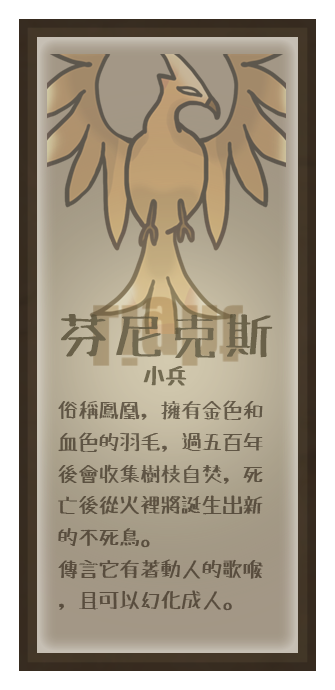 芬尼克斯
小兵
俗稱鳳凰，擁有金色和
血色的羽毛，過五百年
後會收集樹枝自焚，死
亡後從火裡將誕生出新
的不死鳥。
傳言它有著動人的歌喉
，且可以幻化成人。